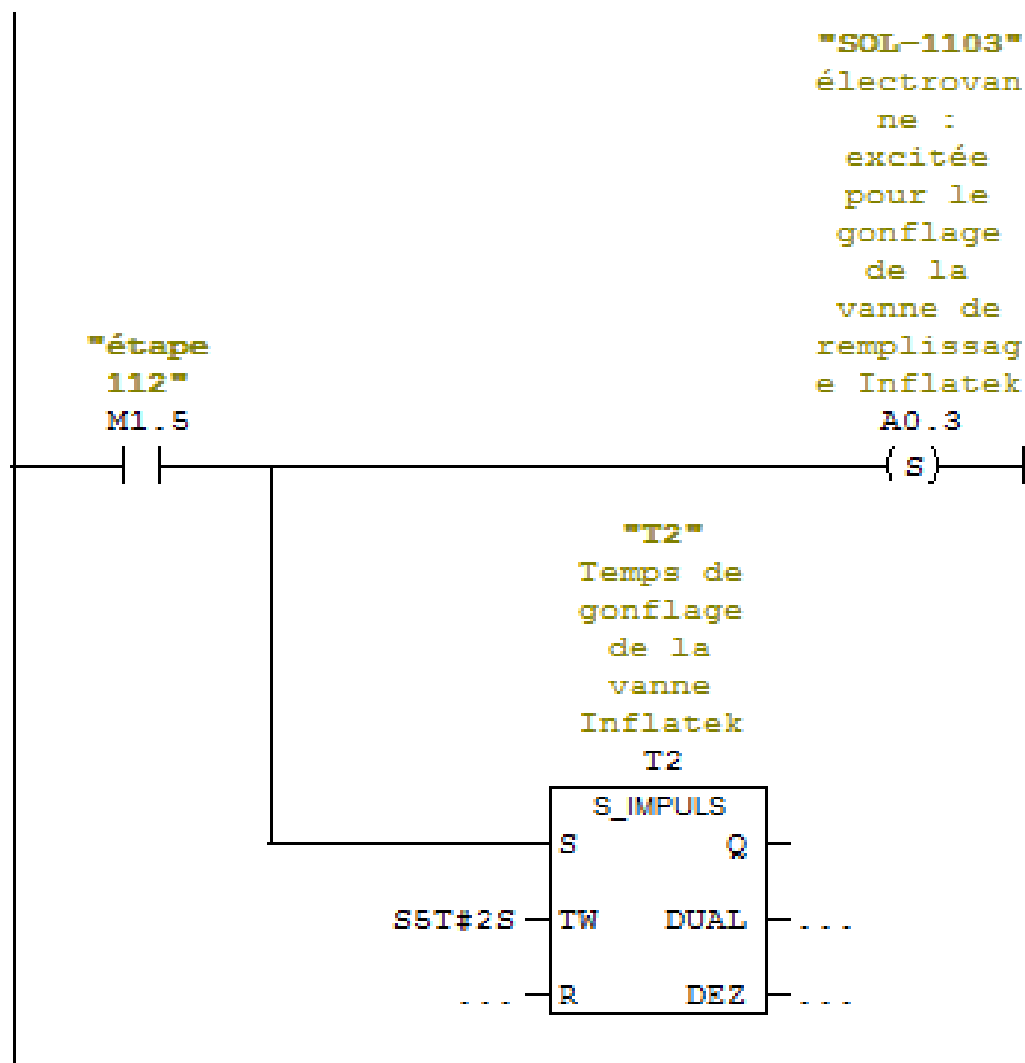 "SOL-1103"
électrovan
ne :
excitée
pour le
gonflage
de la
vanne de
remplissag
e Inflatek
A0.3
"étape
112"
M1.5
( S )
"T2"
Temps de
gonflage
de la
vanne
Inflatek
T2
S_IMPULS
S Q
S5T#2S TW DUAL ...
... R DEZ ...